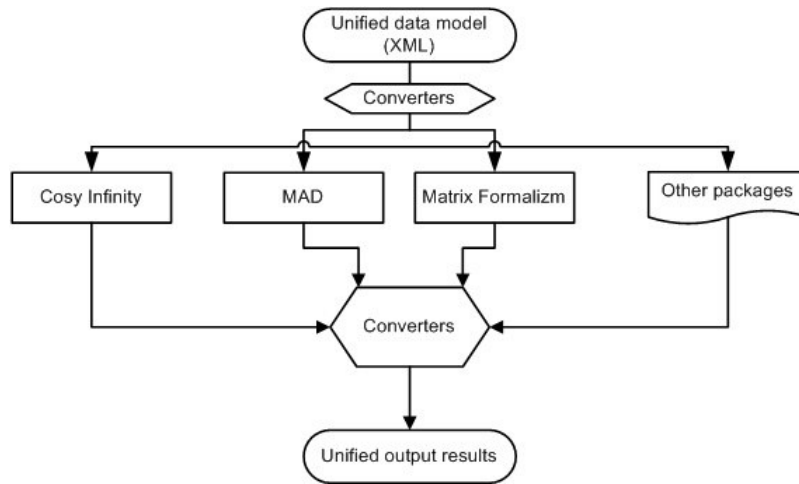 Unified data model
(XML)
Converters
Cosy Infinity
MAD
Matrix Formalizm
Other packages
Converters
Unified output results